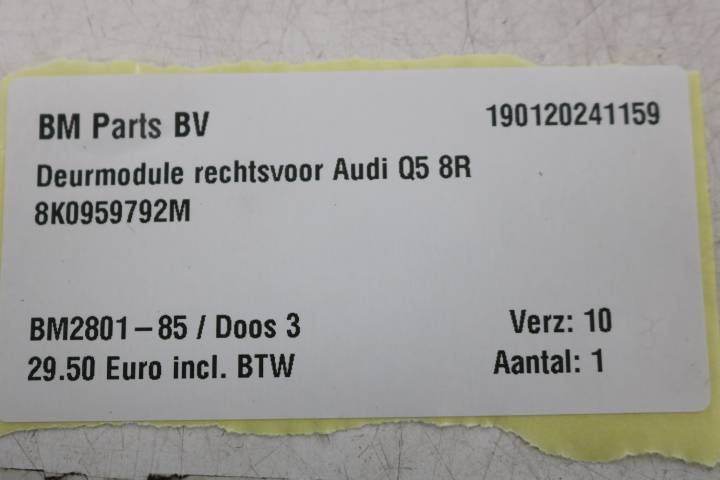 BM Parts BV 190120241159
Deurmodule rechtsvoor Audi Q5 8R
8K0959792M
BM2801-85 / Doos 3 Verz: 10
29.50 Euro incl. BTW Aantal: 1